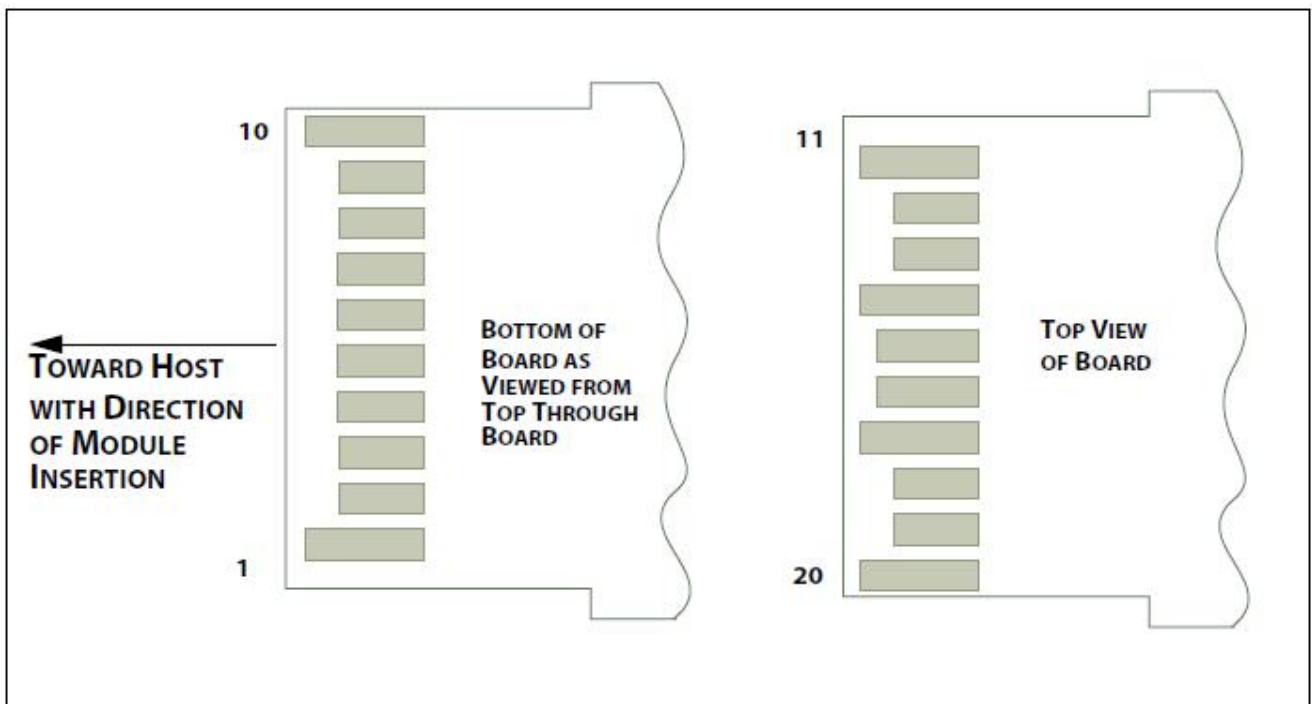 10
1
TOWARD HOST
WITH DIRECTION
OF MODULE
INSERTION
BOTTOM OF
BOARD AS
VIEWED FROM
TOP THROUGH
BOARD
11
20
TOP VIEW
OF BOARD